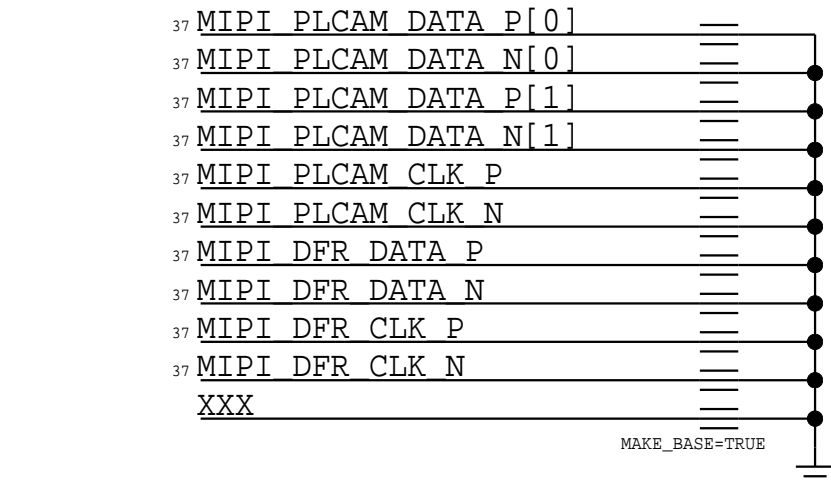 37 MIPI_PLCAM_DATA_P[0]
37 MIPI_PLCAM_DATA_N[0]
37 MIPI_PLCAM_DATA_P[1]
37 MIPI_PLCAM_DATA_N[1]
37 MIPI_PLCAM_CLK_P
37 MIPI_PLCAM_CLK_N
37 MIPI_DFR_DATA_P
37 MIPI_DFR_DATA_N
37 MIPI_DFR_CLK_P
37 MIPI_DFR_CLK_N
XXX
MAKE_BASE=TRUE